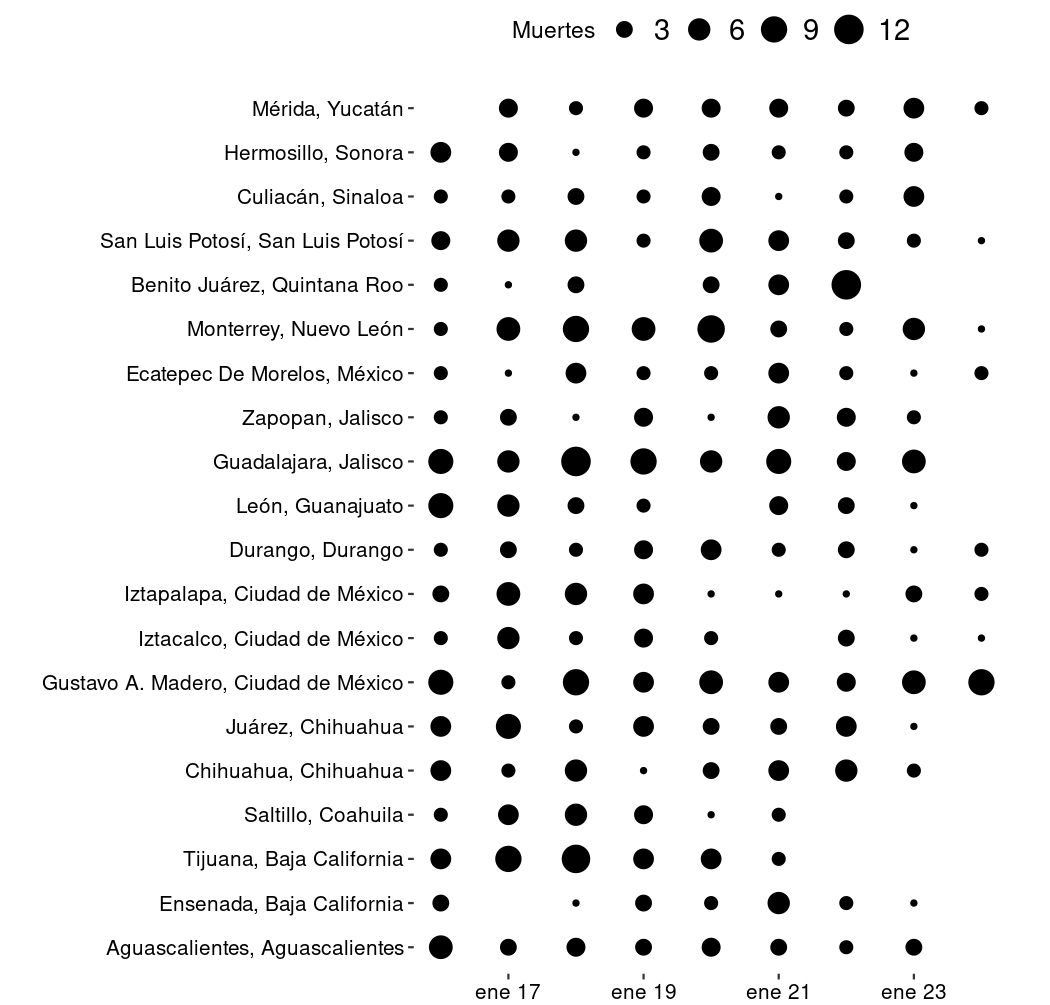 Muertes 3 6 9 12
Mérida, Yucatán
Hermosillo, Sonora
Culiacán, Sinaloa
San Luis Potosí, San Luis Potosí
Benito Juárez, Quintana Roo
Monterrey, Nuevo León
Ecatepec De Morelos, México
Zapopan, Jalisco
Guadalajara, Jalisco
León, Guanajuato
Durango, Durango
Iztapalapa, Ciudad de México
Iztacalco, Ciudad de México
Gustavo A. Madero, Ciudad de México
Juárez, Chihuahua
Chihuahua, Chihuahua
Saltillo, Coahuila
Tijuana, Baja California
Ensenada, Baja California
Aguascalientes, Aguascalientes
ene 17 ene 19 ene 21 ene 23